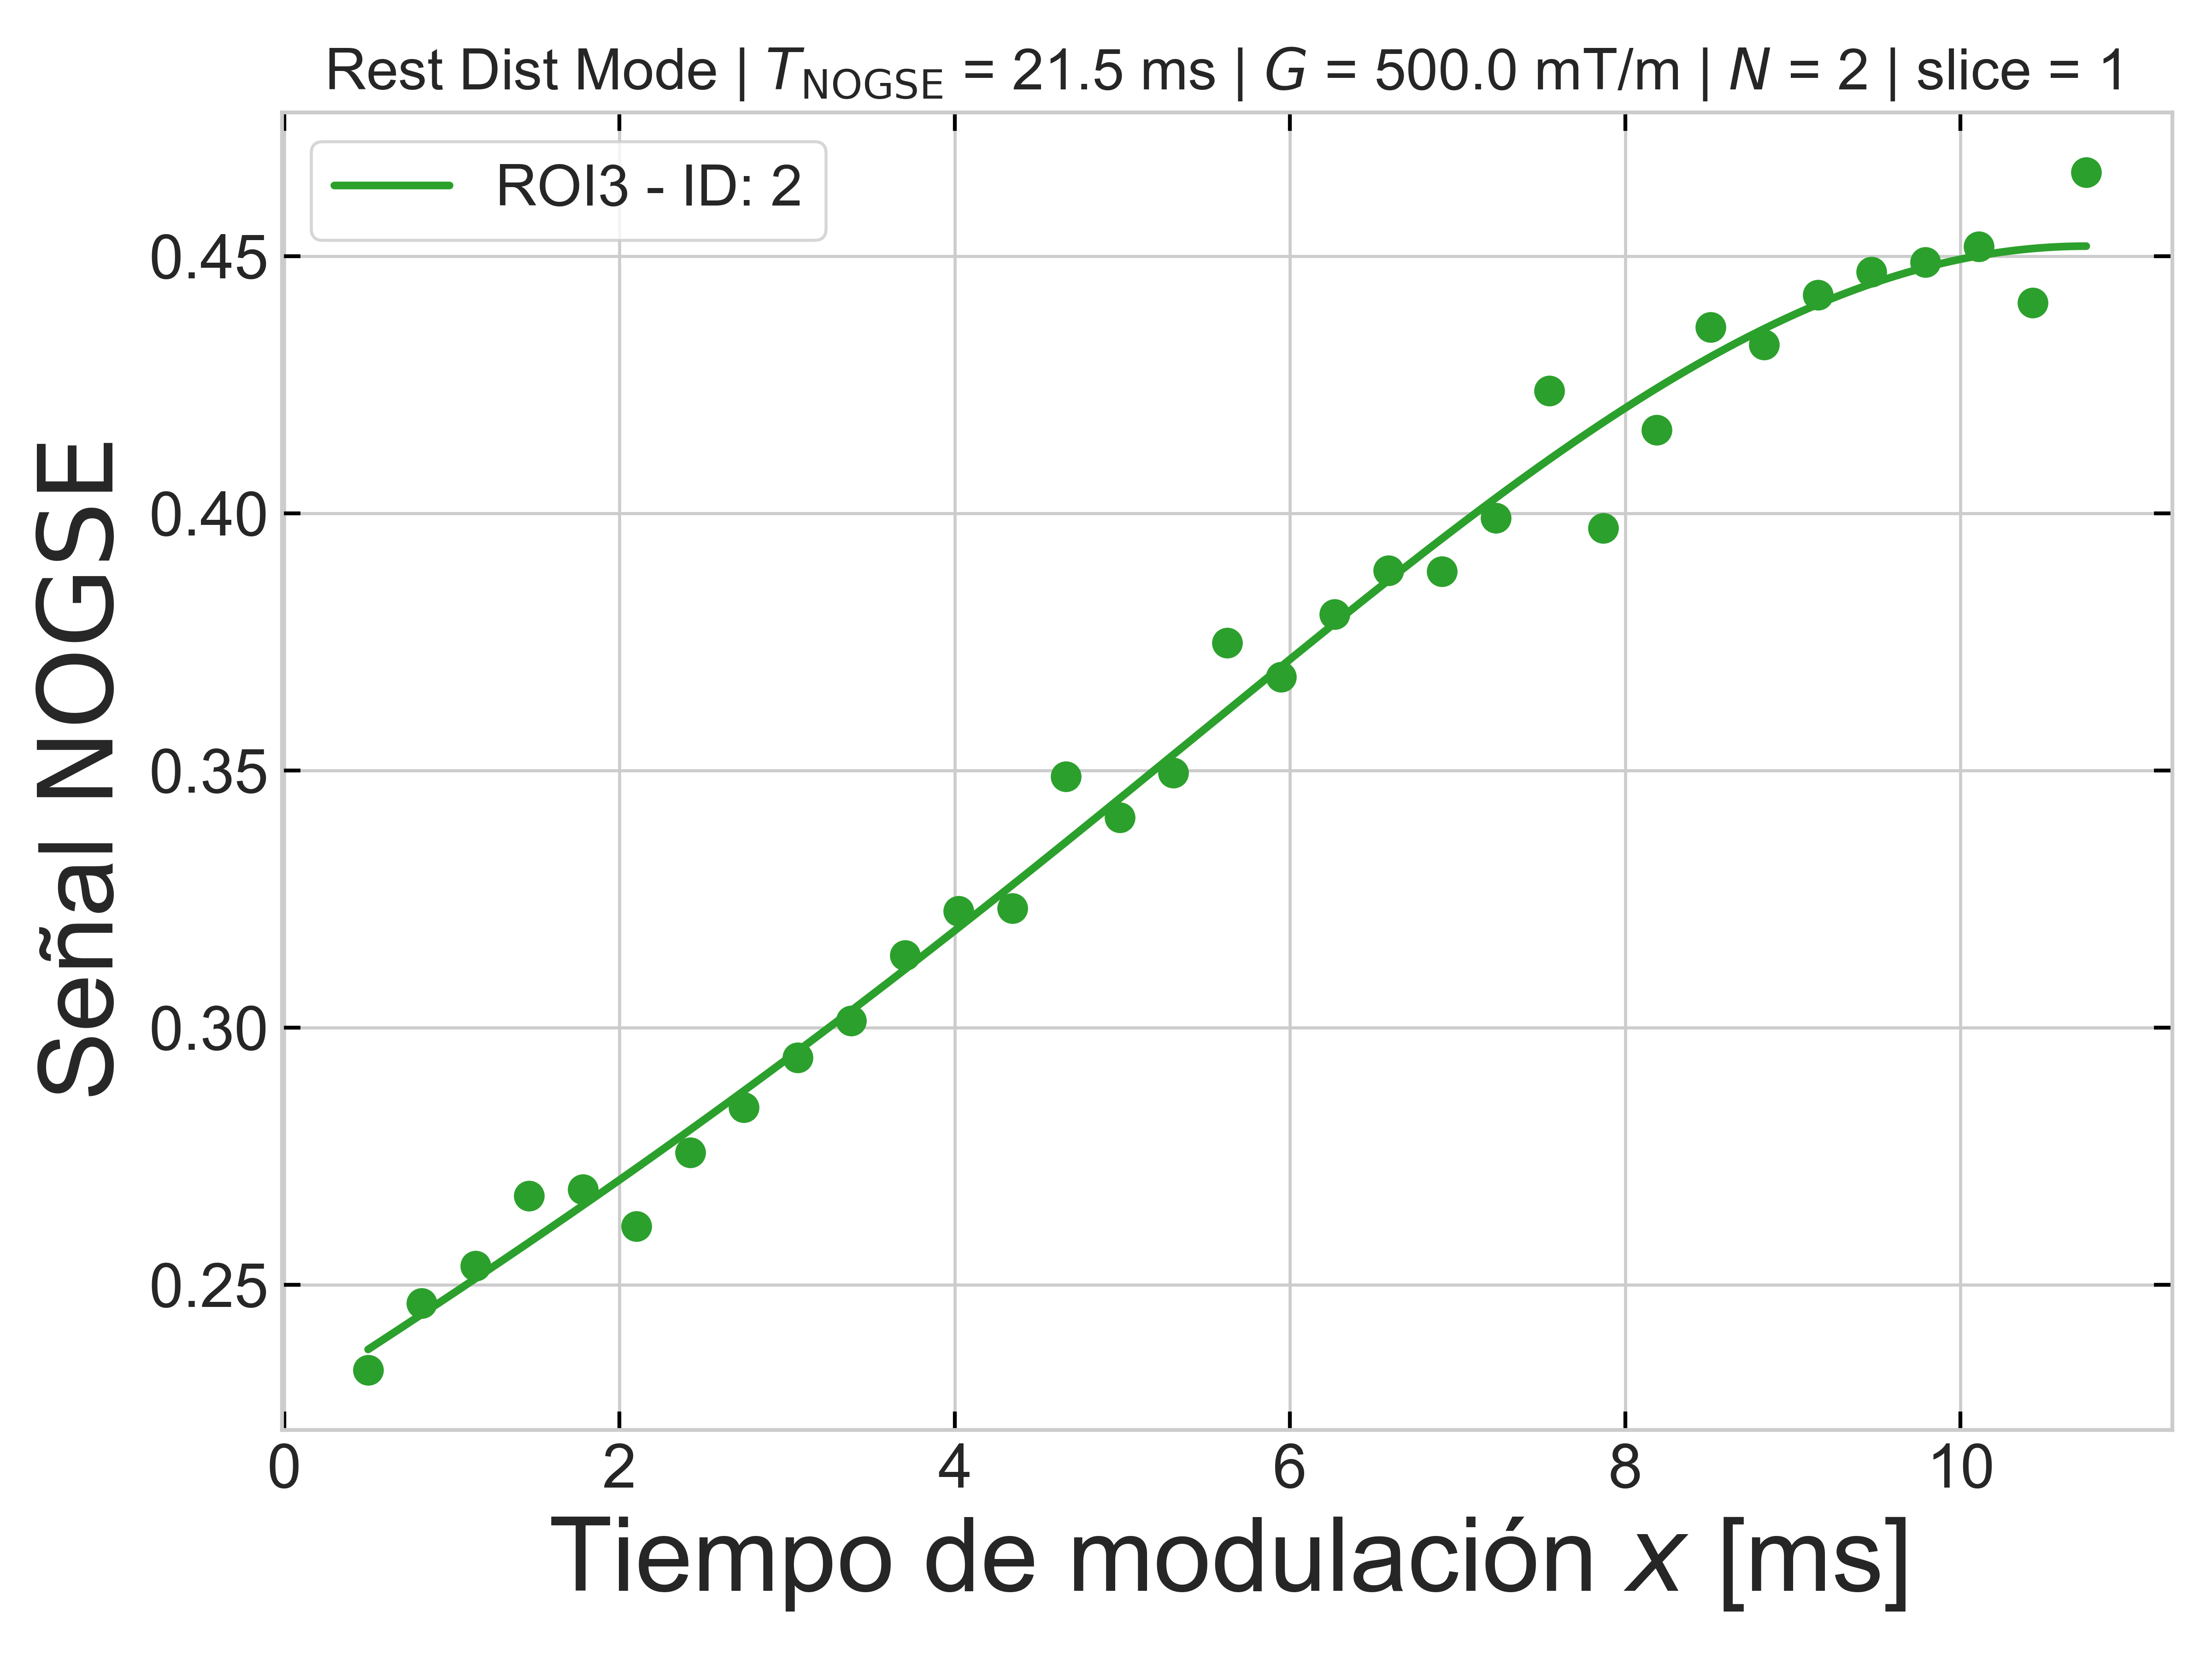 Rest Dist Mode | T_NOGSE = 21.5 ms | G = 500.0 mT/m | N = 2 | slice = 1
ROI3 - ID: 2
Señal NOGSE
0.45
0.40
0.35
0.30
0.25
0 2 4 6 8 10
Tiempo de modulación x [ms]